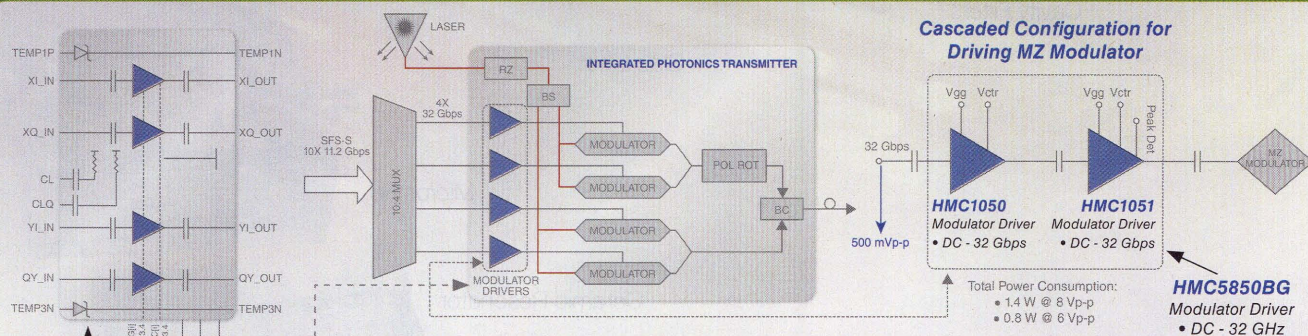 TEMP1P
TEMP1N
XI_IN
XI_OUT
XQ_IN
XQ_OUT
CL
CLQ
YI_IN
YI_OUT
QY_IN
QY_OUT
TEMP3N
TEMP3N
3.4
3.4
LASER
SFS-S
10X 11.2 Gbps
10:4 MUX
4X
32 Gbps
RZ
BS
INTEGRATED PHOTONICS TRANSMITTER
MODULATOR
MODULATOR
MODULATOR
MODULATOR
MODULATOR
DRIVERS
POL ROT
BC
Cascaded Configuration for
Driving MZ Modulator
32 Gbps
500 mVp-p
Vgg Vctr
Vgg Vctr
Peak Det
HMC1050
Modulator Driver
• DC - 32 Gbps
HMC1051
Modulator Driver
• DC - 32 Gbps
MZ
MODULATOR
Total Power Consumption:
• 1.4 W @ 8 Vp-p
• 0.8 W @ 6 Vp-p
HMC5850BG
Modulator Driver
• DC - 32 GHz